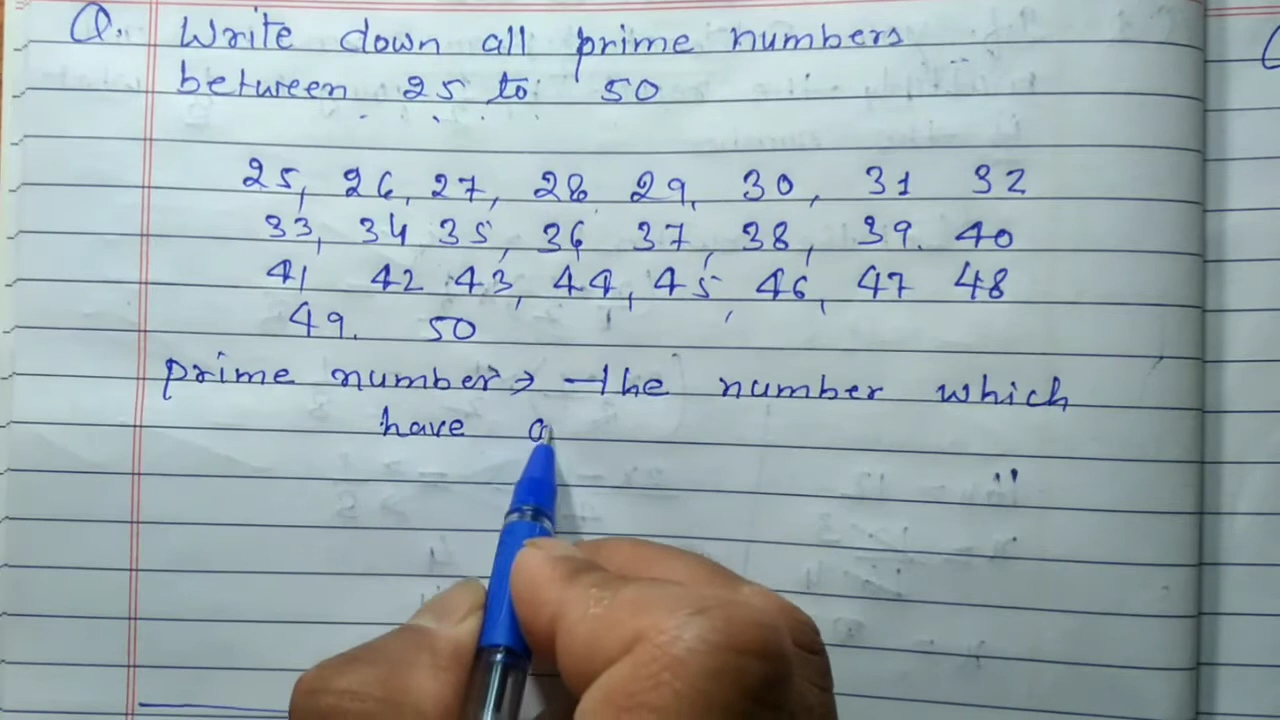 Q. Write down all prime numbers
between 25 to 50
25, 26, 27, 28 29, 30, 31 32
33, 34 35, 36 37, 38, 39. 40
41 42 43, 44, 45 46, 47 48
49. 50
prime number → The number which
have